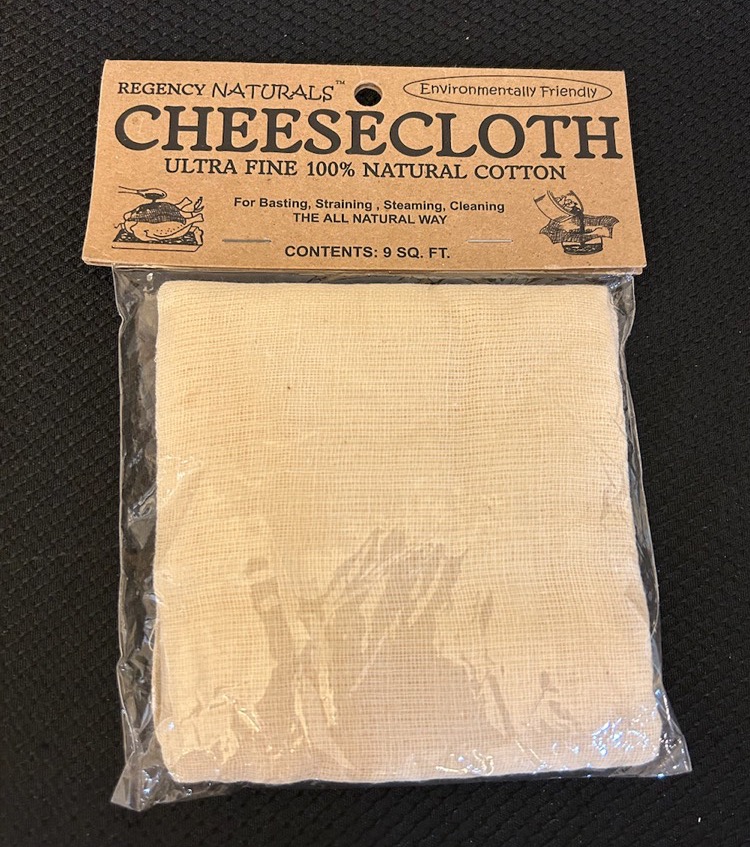 REGENCY NATURALS™
Environmentally Friendly
CHEESECLOTH
ULTRA FINE 100% NATURAL COTTON
For Basting, Straining , Steaming, Cleaning
THE ALL NATURAL WAY
CONTENTS: 9 SQ. FT.